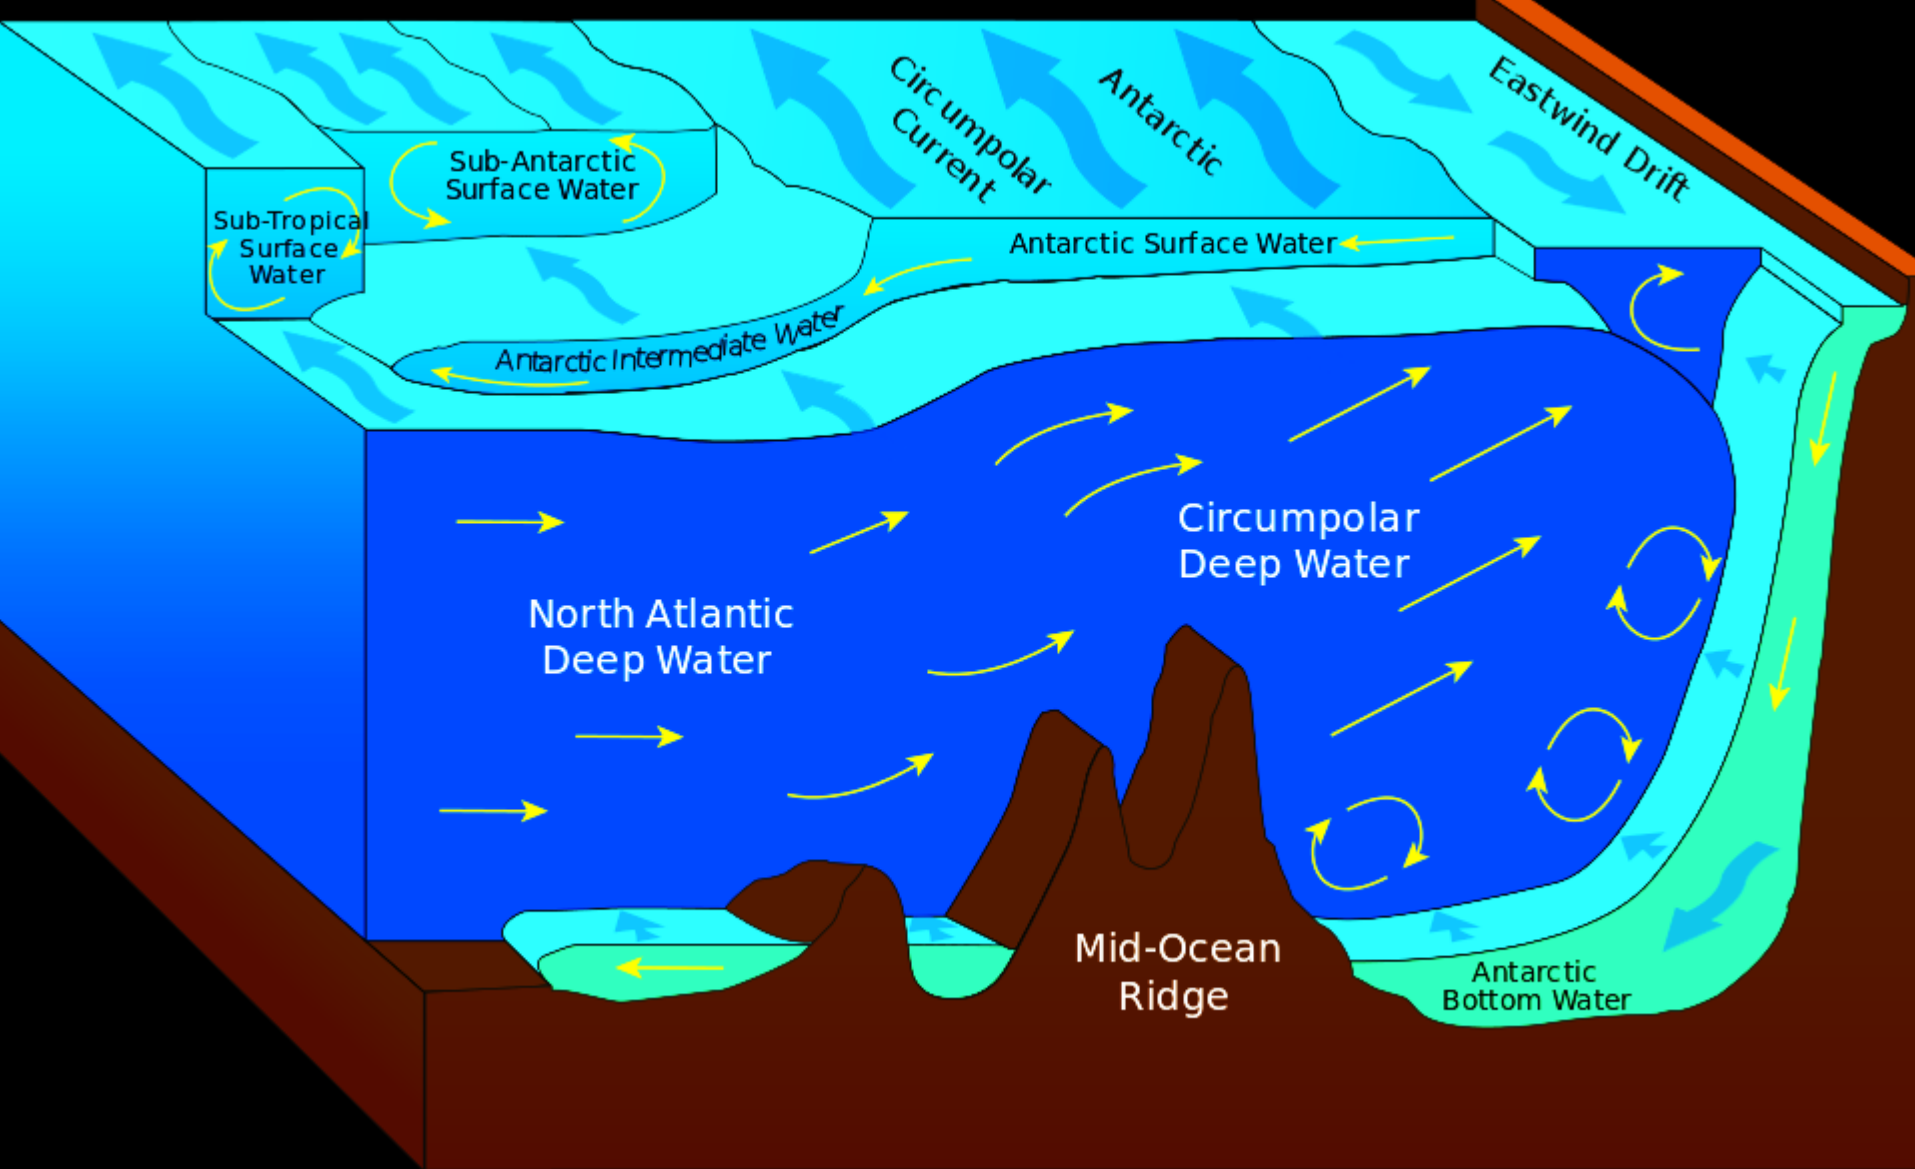 Circumpolar
Current
Antarctic
Eastwind Drift
Sub-Antarctic
Surface Water
Sub-Tropical
Surface
Water
Antarctic Surface Water
Antarctic Intermediate Water
Circumpolar
Deep Water
North Atlantic
Deep Water
Mid-Ocean
Ridge
Antarctic
Bottom Water